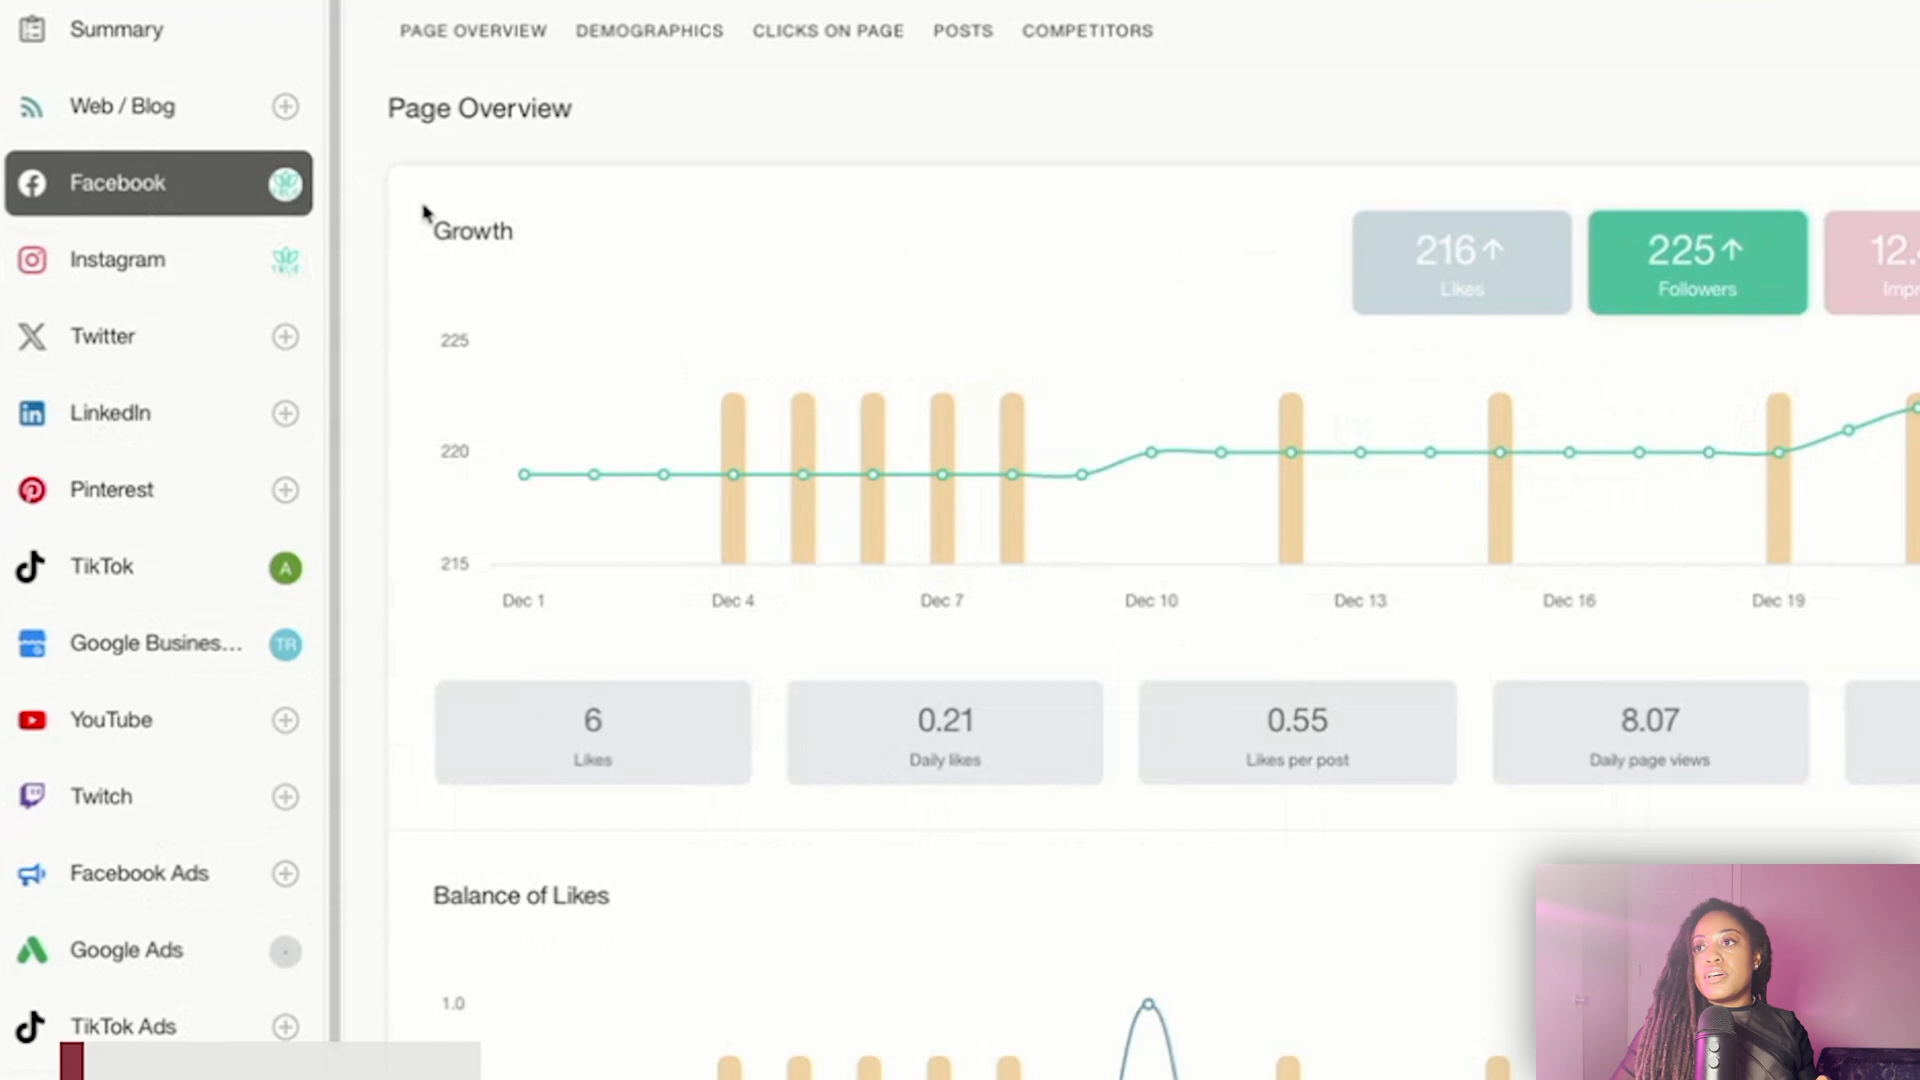 Summary
Web / Blog
Facebook
Instagram
TRUE
Twitter
LinkedIn
Pinterest
TikTok
A
Google Busines...
TR
YouTube
Twitch
Facebook Ads
Google Ads
TikTok Ads
PAGE OVERVIEW DEMOGRAPHICS CLICKS ON PAGE POSTS COMPETITORS
Page Overview
Growth
216↑
Likes
225↑
Followers
225
220
215
Dec 1 Dec 4 Dec 7 Dec 10 Dec 13 Dec 16 Dec 19
6
Likes
0.21
Daily likes
0.55
Likes per post
8.07
Daily page views
Balance of Likes
1.0